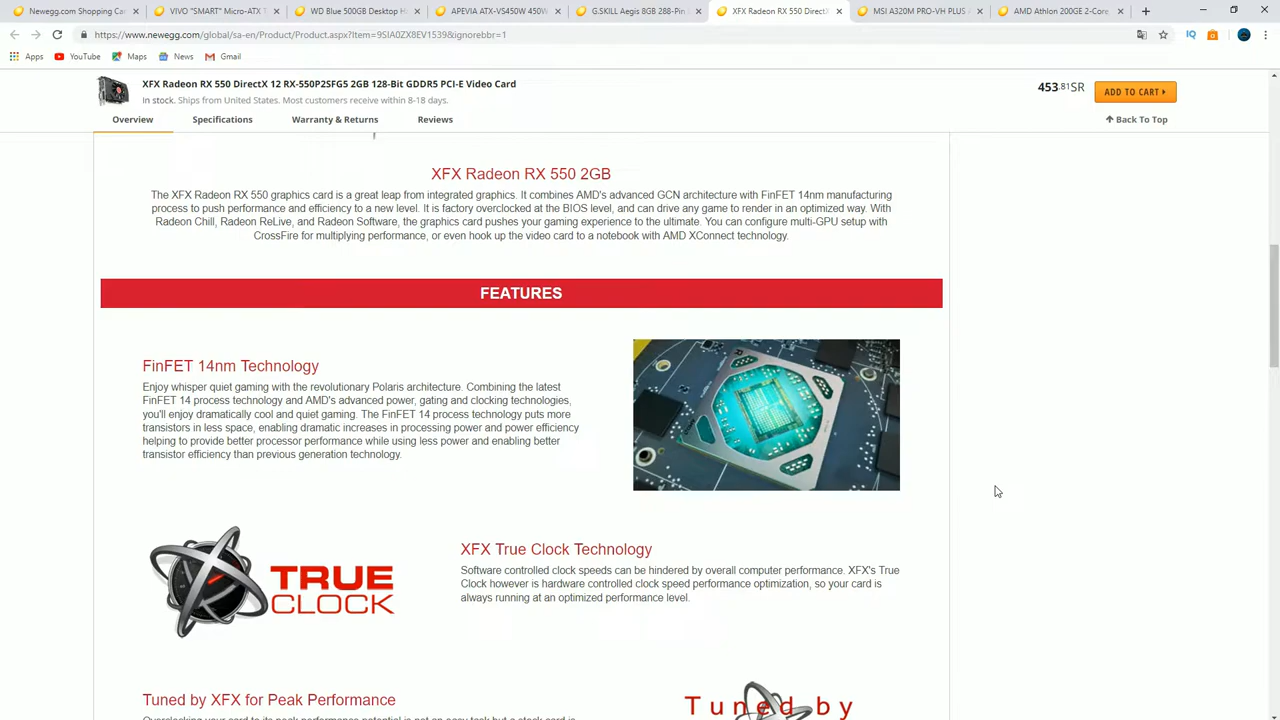 Newegg.com Shopping Car
VIVO "SMART" Micro-ATX T
WD Blue 500GB Desktop H
APEVIA ATX-VS450W 450W
G.SKILL Aegis 8GB 288-Pin
XFX Radeon RX 550 DirectX
MSI A320M PRO-VH PLUS A
AMD Athlon 200GE 2-Core
https://www.newegg.com/global/sa-en/Product/Product.aspx?Item=9SIA0ZX8EV1539&ignorebbr=1
Apps YouTube Maps News Gmail
XFX Radeon RX 550 DirectX 12 RX-550P2SFG5 2GB 128-Bit GDDR5 PCI-E Video Card
In stock. Ships from United States. Most customers receive within 8-18 days.
453.81SR
ADD TO CART
Overview Specifications Warranty & Returns Reviews
Back To Top
XFX Radeon RX 550 2GB
The XFX Radeon RX 550 graphics card is a great leap from integrated graphics. It combines AMD's advanced GCN architecture with FinFET 14nm manufacturing
process to push performance and efficiency to a new level. It is factory overclocked at the BIOS level, and can drive any game to render in an optimized way. With
Radeon Chill, Radeon ReLive, and Radeon Software, the graphics card pushes your gaming experience to the ultimate. You can configure multi-GPU setup with
CrossFire for multiplying performance, or even hook up the video card to a notebook with AMD XConnect technology.
FEATURES
FinFET 14nm Technology
Enjoy whisper quiet gaming with the revolutionary Polaris architecture. Combining the latest
FinFET 14 process technology and AMD's advanced power, gating and clocking technologies,
you'll enjoy dramatically cool and quiet gaming. The FinFET 14 process technology puts more
transistors in less space, enabling dramatic increases in processing power and power efficiency
helping to provide better processor performance while using less power and enabling better
transistor efficiency than previous generation technology.
TRUE
CLOCK
XFX True Clock Technology
Software controlled clock speeds can be hindered by overall computer performance. XFX's True
Clock however is hardware controlled clock speed performance optimization, so your card is
always running at an optimized performance level.
Tuned by XFX for Peak Performance
Tuned by